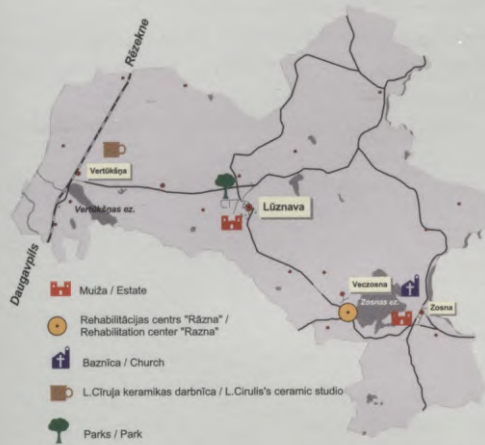 Rēzekne
Vertūkšņa
Vertūkšņas ez.
Lūznava
Daugavpils
Veczosna
Zosnas ez.
Zosna
Muiža / Estate
Rehabilitācijas centrs "Rāzna" /
Rehabilitation center "Razna"
Baznīca / Church
L.Cīruļa keramikas darbnīca / L.Cirulis's ceramic studio
Parks / Park